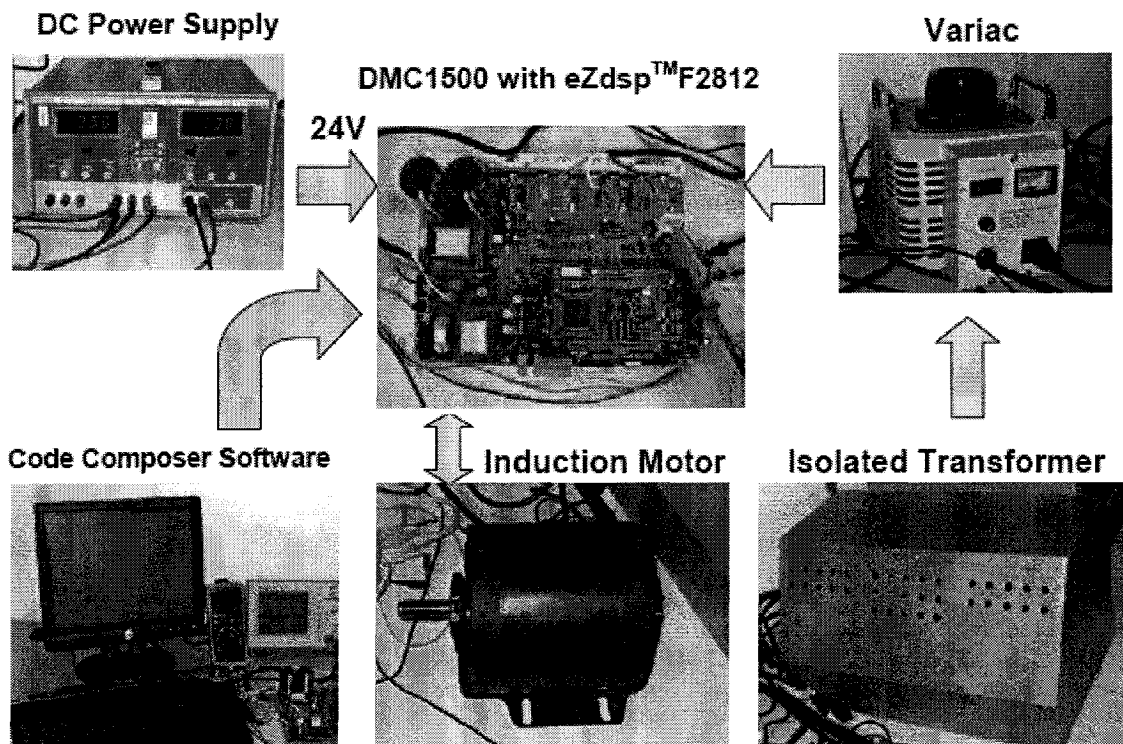 DC Power Supply
Variac
DMC1500 with eZdsp™F2812
24V
Code Composer Software
Induction Motor
Isolated Transformer